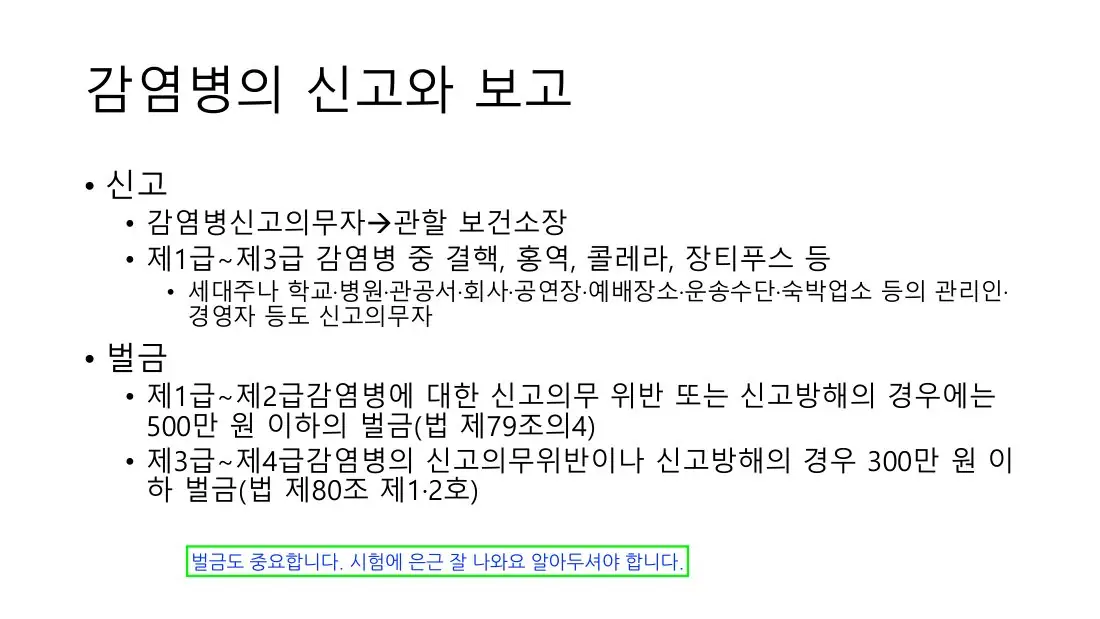 감염병의 신고와 보고
• 신고
• 감염병신고의무자→관할 보건소장
• 제1급~제3급 감염병 중 결핵, 홍역, 콜레라, 장티푸스 등
• 세대주나 학교·병원·관공서·회사·공연장·예배장소·운송수단·숙박업소 등의 관리인·
경영자 등도 신고의무자
• 벌금
• 제1급~제2급감염병에 대한 신고의무 위반 또는 신고방해의 경우에는
500만 원 이하의 벌금(법 제79조의4)
• 제3급~제4급감염병의 신고의무위반이나 신고방해의 경우 300만 원 이
하 벌금(법 제80조 제1·2호)
벌금도 중요합니다. 시험에 은근 잘 나와요 알아두셔야 합니다.